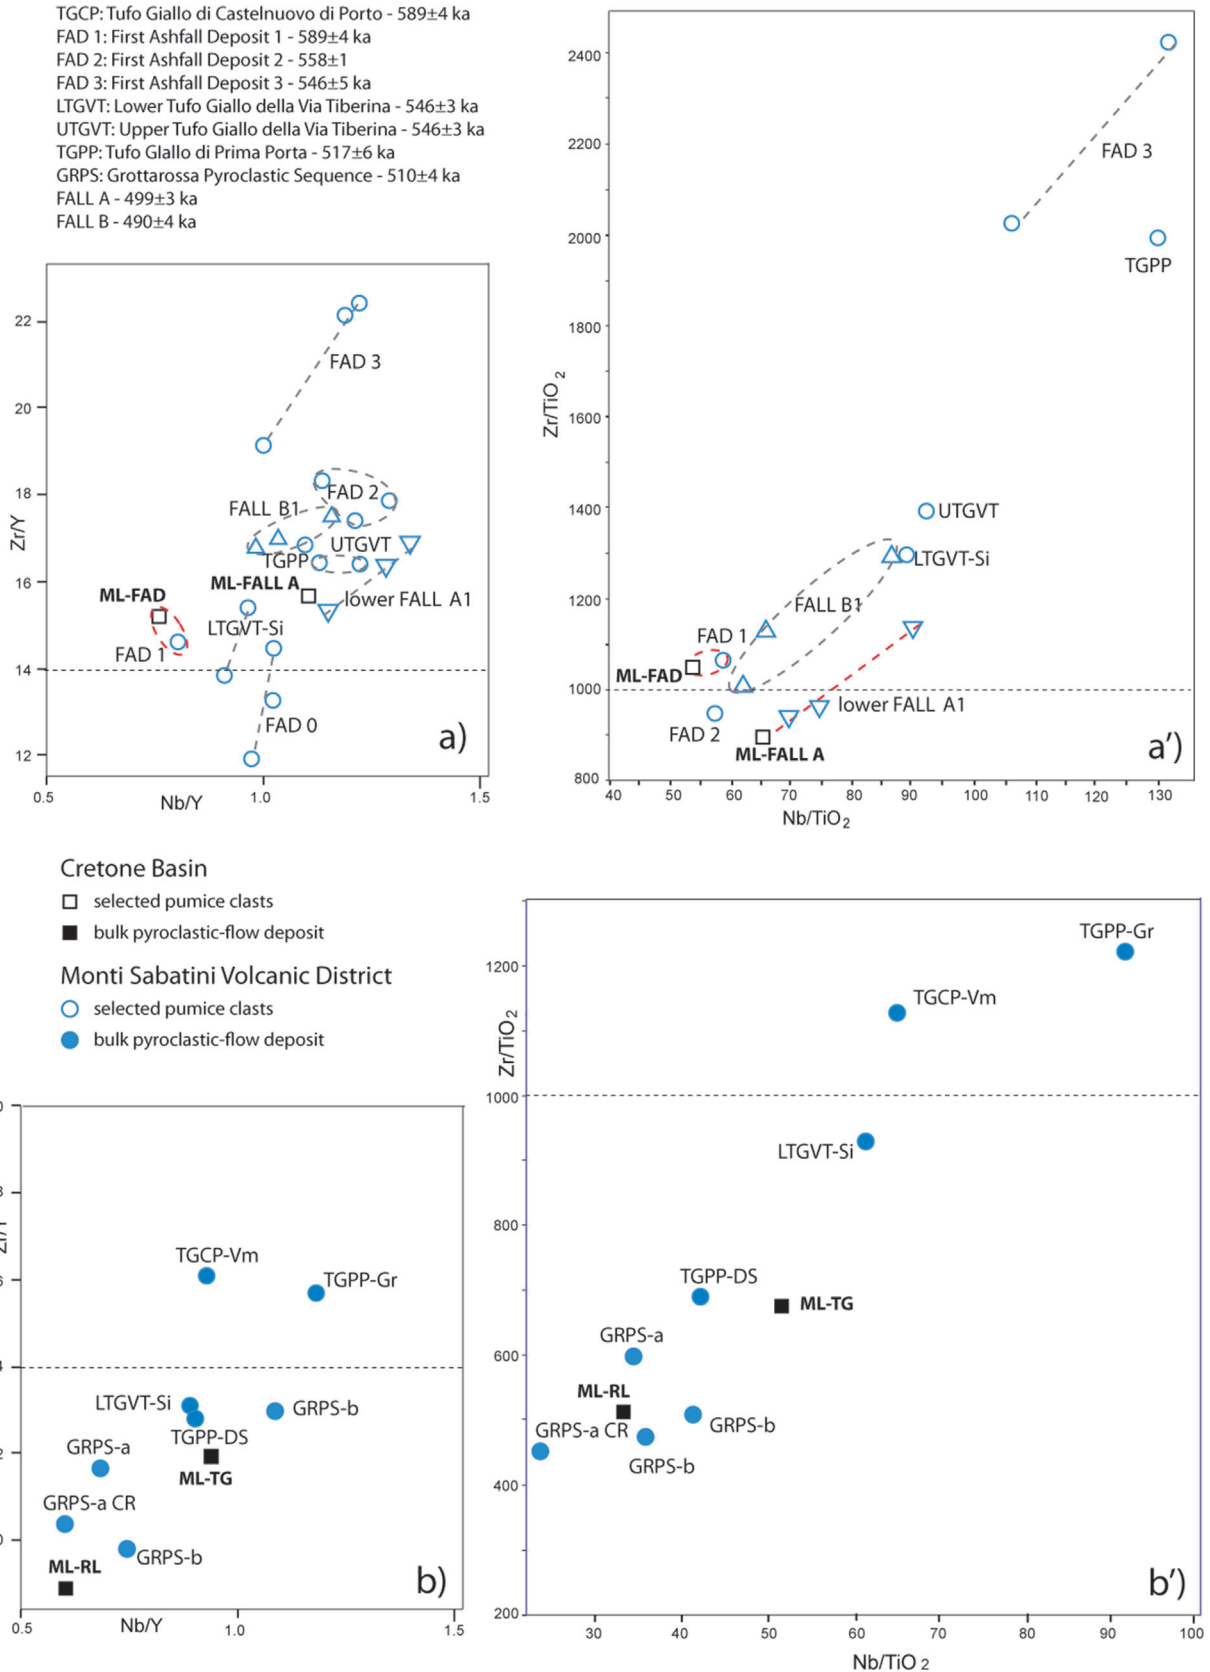 TGCP: Tufo Giallo di Castelnuovo di Porto - 589±4 ka
FAD 1: First Ashfall Deposit 1 - 589±4 ka
FAD 2: First Ashfall Deposit 2 - 558±1
FAD 3: First Ashfall Deposit 3 - 546±5 ka
LTGVT: Lower Tufo Giallo della Via Tiberina - 546±3 ka
UTGVT: Upper Tufo Giallo della Via Tiberina - 546±3 ka
TGPP: Tufo GIallo di Prima Porta - 517±6 ka
GRPS: Grottarossa Pyroclastic Sequence - 510±4 ka
FALL A - 499±3 ka
FALL B - 490±4 ka
22
20
18
16
14
12
Zr/Y
FAD 3
FAD 2
FALL B1
UTGVT
TGPP
ML-FALL A
ML-FAD
lower FALL A1
LTGVT-Si
FAD 1
FAD 0
a)
0.5
1.0
1.5
Nb/Y
2400
2200
2000
1800
1600
1400
1200
1000
800
Zr/TiO2
FAD 3
TGPP
UTGVT
LTGVT-Si
FALL B1
FAD 1
ML-FAD
lower FALL A1
FAD 2
ML-FALL A
a')
40 50 60 70 80 90 100 110 120 130
Nb/TiO2
Cretone Basin
selected pumice clasts
bulk pyroclastic-flow deposit
Monti Sabatini Volcanic District
selected pumice clasts
bulk pyroclastic-flow deposit
0
8
6
4
2
0
Zr/Y
TGCP-Vm
TGPP-Gr
LTGVT-Si
GRPS-b
TGPP-DS
GRPS-a
ML-TG
GRPS-a CR
GRPS-b
ML-RL
b)
0.5
1.0
1.5
Nb/Y
1200
1000
800
600
400
200
Zr/TiO2
TGPP-Gr
TGCP-Vm
LTGVT-Si
TGPP-DS
ML-TG
GRPS-a
ML-RL
GRPS-a CR
GRPS-b
GRPS-b
b')
30 40 50 60 70 80 90 100
Nb/TiO2